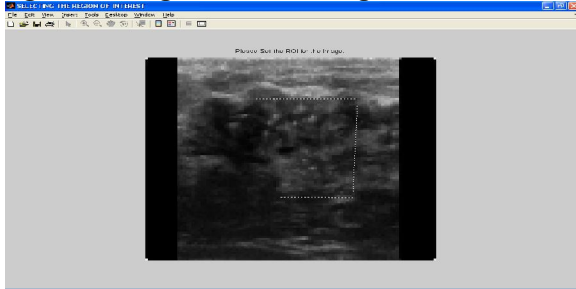 SELECTING THE REGION OF INTEREST
File Edit View Insert Tools Desktop Window Help
Please Set the ROI for the Image.